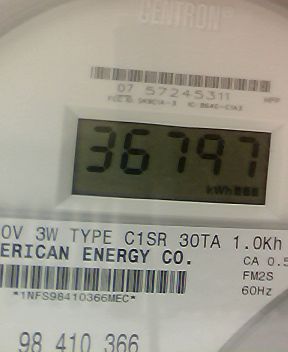 CENTRON®
07 57245311
36797
kWh
0V 3W TYPE C1SR 30TA 1.0Kh
ERICAN ENERGY CO.
CA 0.5
FM2S
*1NFS98410366MEC*
60Hz
98 410 366